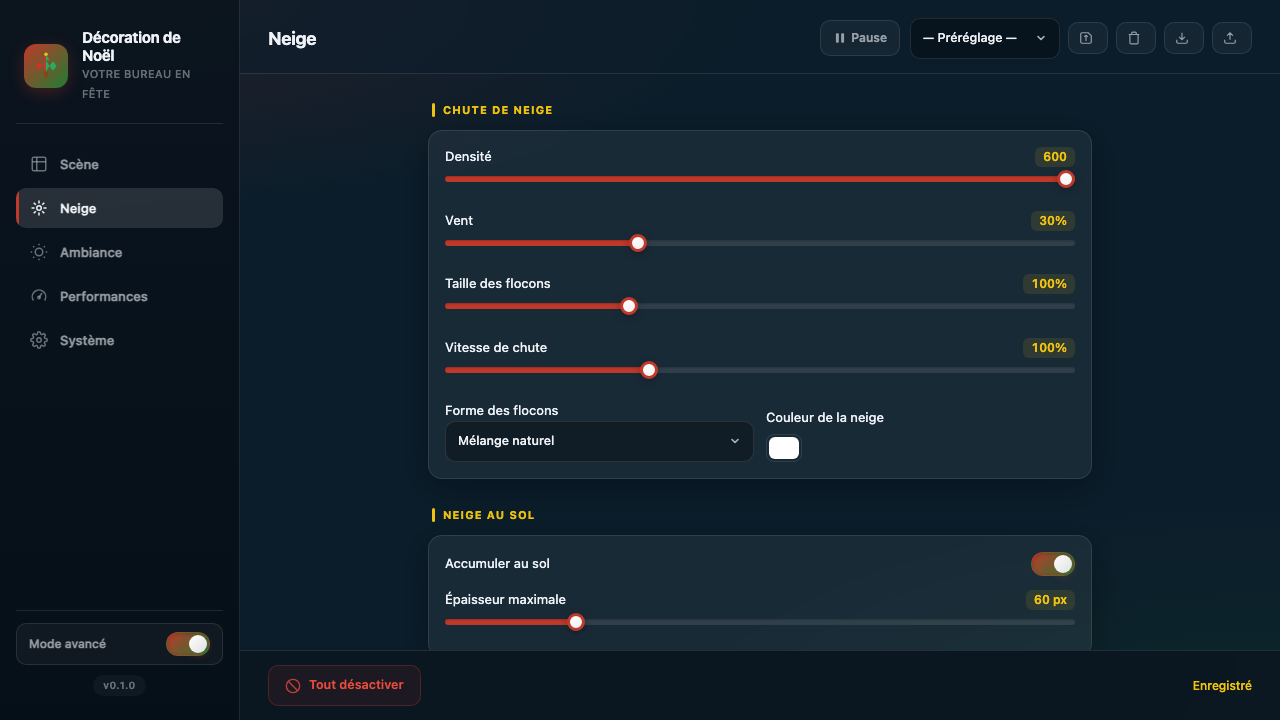 Décoration de
Noël
VOTRE BUREAU EN
FÊTE
Scène
Neige
Ambiance
Performances
Système
Mode avancé
v0.1.0
Neige
Pause
— Préréglage —
CHUTE DE NEIGE
Densité
600
Vent
30%
Taille des flocons
100%
Vitesse de chute
100%
Forme des flocons
Mélange naturel
Couleur de la neige
NEIGE AU SOL
Accumuler au sol
Épaisseur maximale
60 px
Tout désactiver
Enregistré